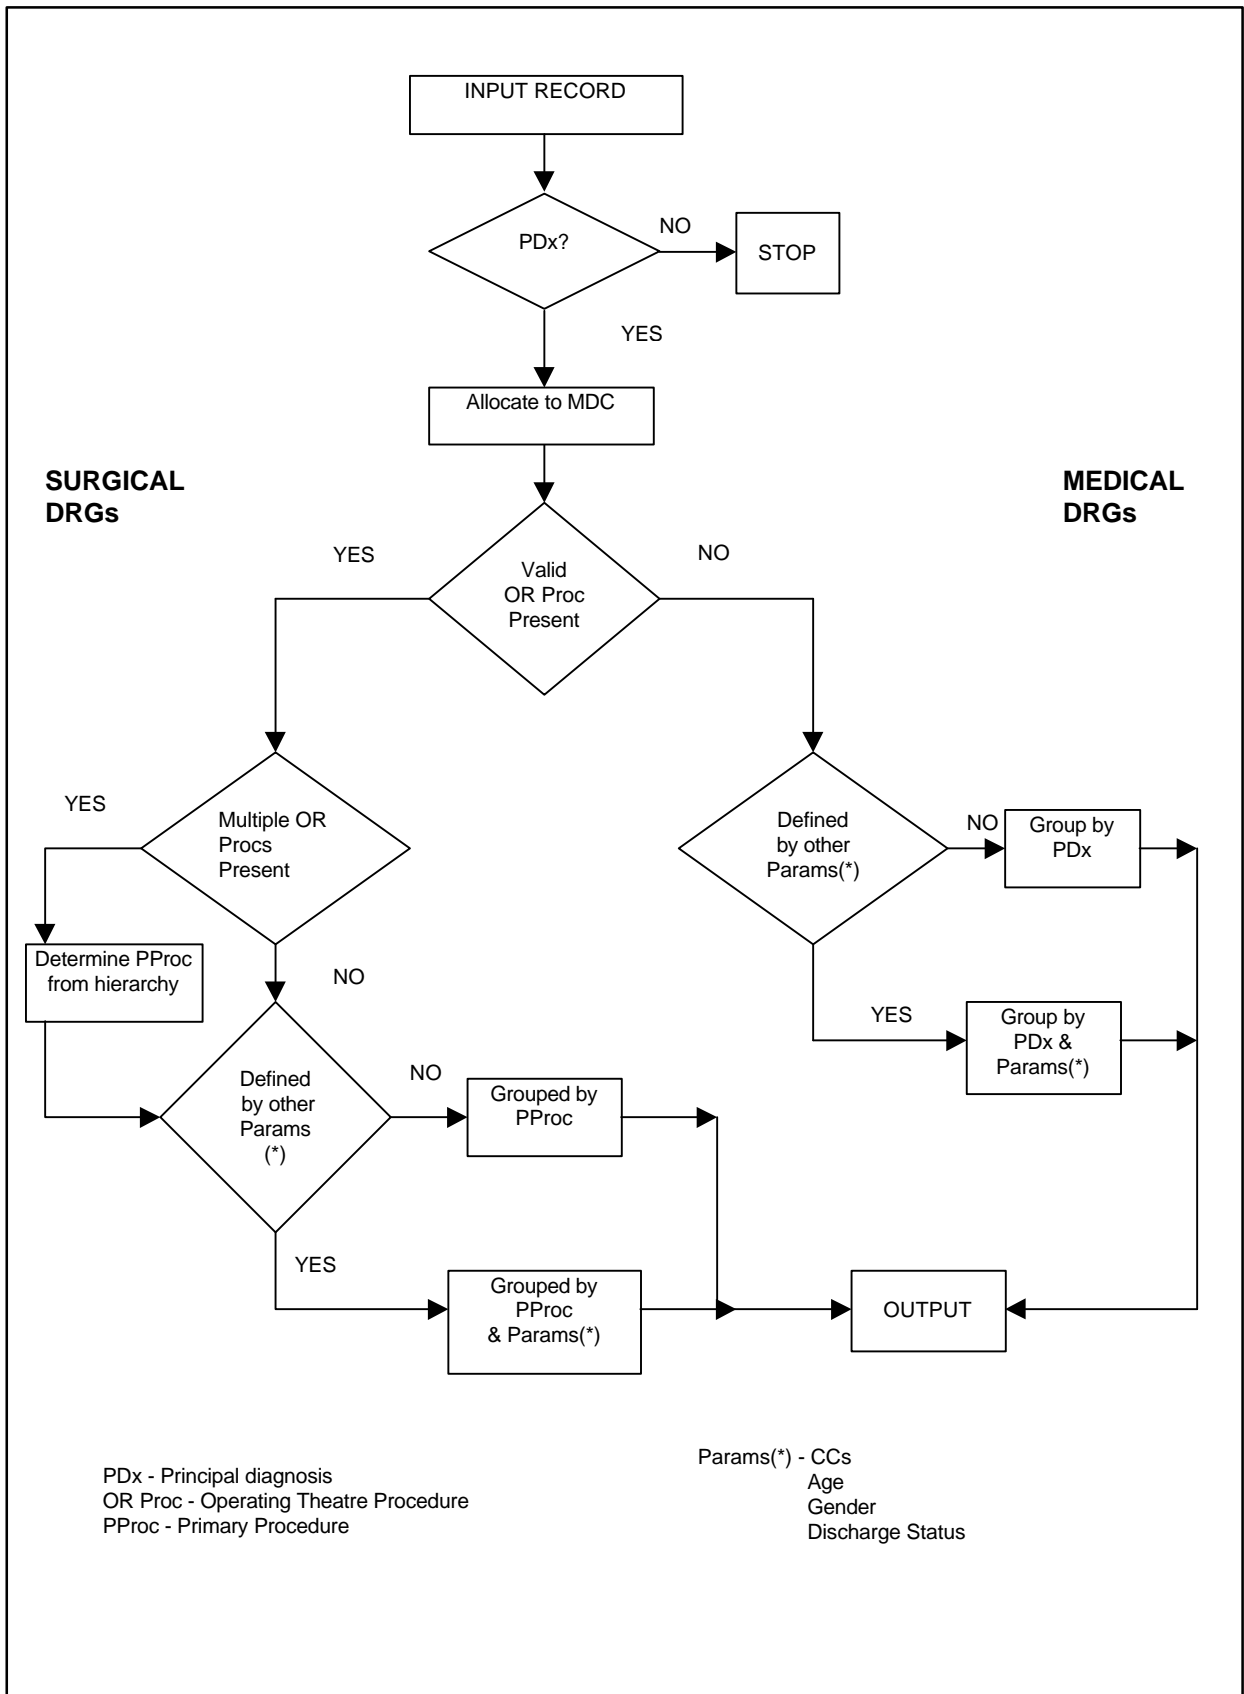 INPUT RECORD
PDx?
NO
STOP
YES
Allocate to MDC
SURGICAL
DRGs
MEDICAL
DRGs
YES
Valid
OR Proc
Present
NO
YES
Multiple OR
Procs
Present
Defined
by other
Params(*)
NO
Group by
PDx
Determine PProc
from hierarchy
NO
YES
Group by
PDx &
Params(*)
Defined
by other
Params
(*)
NO
Grouped by
PProc
YES
Grouped by
PProc
& Params(*)
OUTPUT
PDx - Principal diagnosis
OR Proc - Operating Theatre Procedure
PProc - Primary Procedure
Params(*) - CCs
Age
Gender
Discharge Status